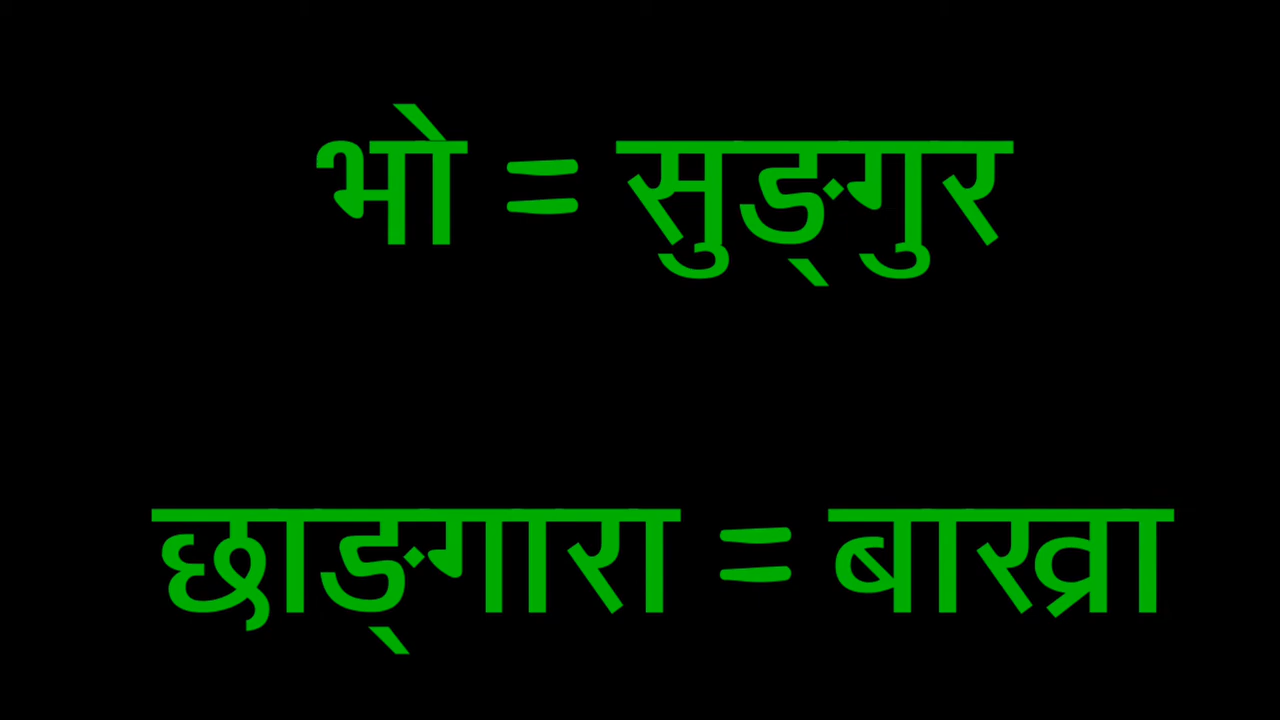 भो = सुङ्गुर
छाङ्गारा = बाख्रा